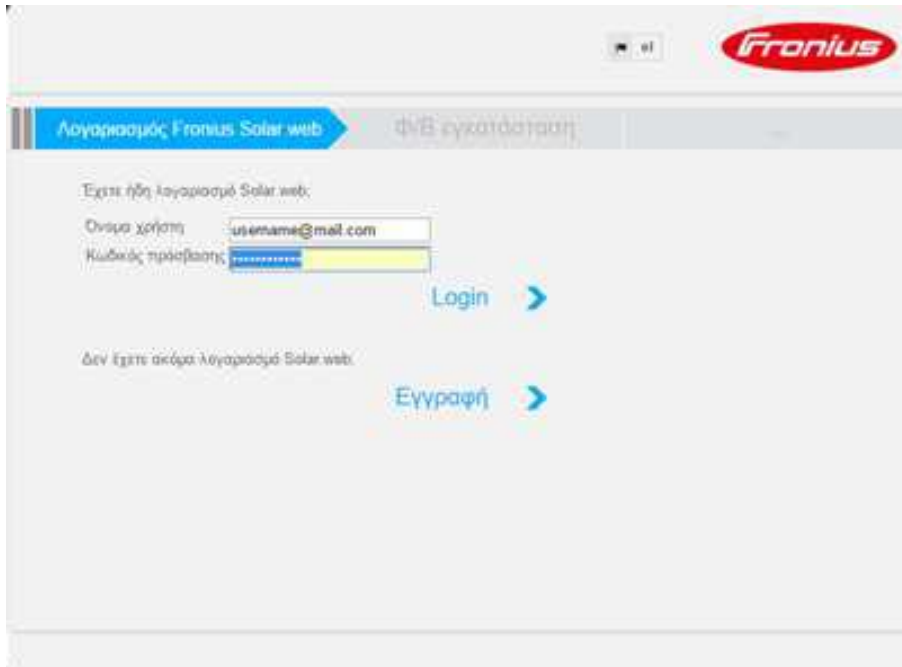 el
Fronius
Λογαριασμός Fronius Solar.web
Φ/Β εγκατάσταση
...
Έχετε ήδη λογαριασμό Solar.web;
Όνομα χρήστη
username@mail.com
Κωδικός πρόσβασης
Login
Δεν έχετε ακόμα λογαριασμό Solar.web;
Εγγραφή